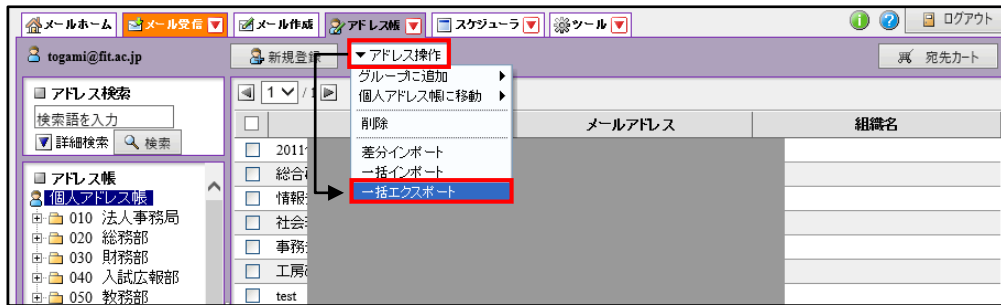 メールホーム メール受信 メール作成 アドレス帳 スケジューラ ツール ログアウト
togami@fit.ac.jp 新規登録 ▼アドレス操作 宛先カート
アドレス検索
検索語を入力
詳細検索 検索
1 /
グループに追加
個人アドレス帳に移動
削除
差分インポート
一括インポート
一括エクスポート
メールアドレス 組織名
2011
総合
情報
社会
事務
工房
test
アドレス帳
個人アドレス帳
010 法人事務局
020 総務部
030 財務部
040 入試広報部
050 教務部